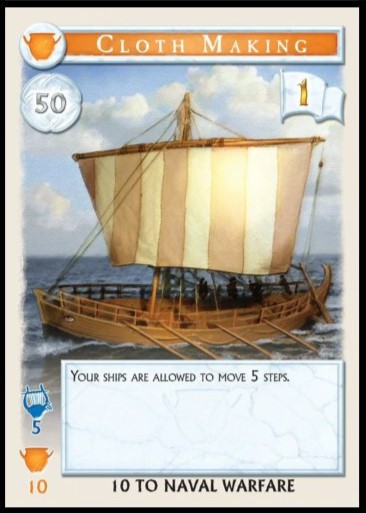 CLOTH MAKING
50
1
YOUR SHIPS ARE ALLOWED TO MOVE 5 STEPS.
5
10
10 TO NAVAL WARFARE